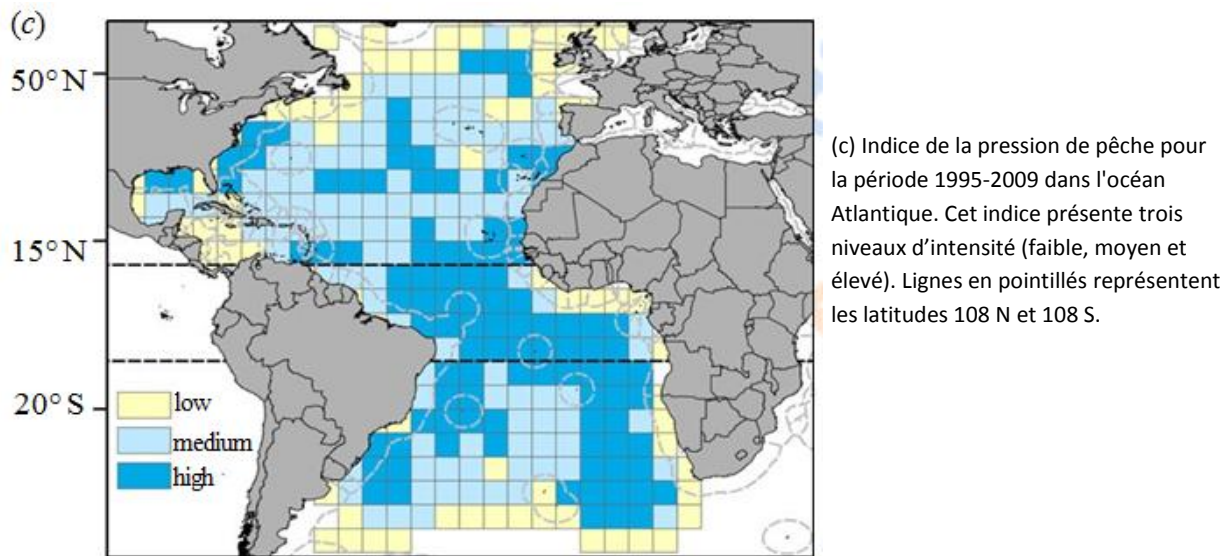 (c)
50°N
15°N
20°S
low
medium
high
(c) Indice de la pression de pêche pour
la période 1995-2009 dans l'océan
Atlantique. Cet indice présente trois
niveaux d’intensité (faible, moyen et
élevé). Lignes en pointillés représentent
les latitudes 108 N et 108 S.